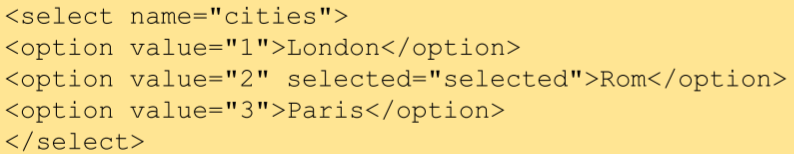 <select name="cities">
<option value="1">London</option>
<option value="2" selected="selected">Rom</option>
<option value="3">Paris</option>
</select>